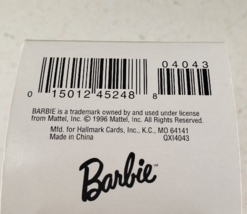 04043
0 15012 45248 8
BARBIE is a trademark owned by and used under license
from Mattel, Inc. © 1996 Mattel, Inc. All Rights Reserved.
Mfd. for Hallmark Cards, Inc., K.C., MO 64141
Made in China QXI4043
Barbie™